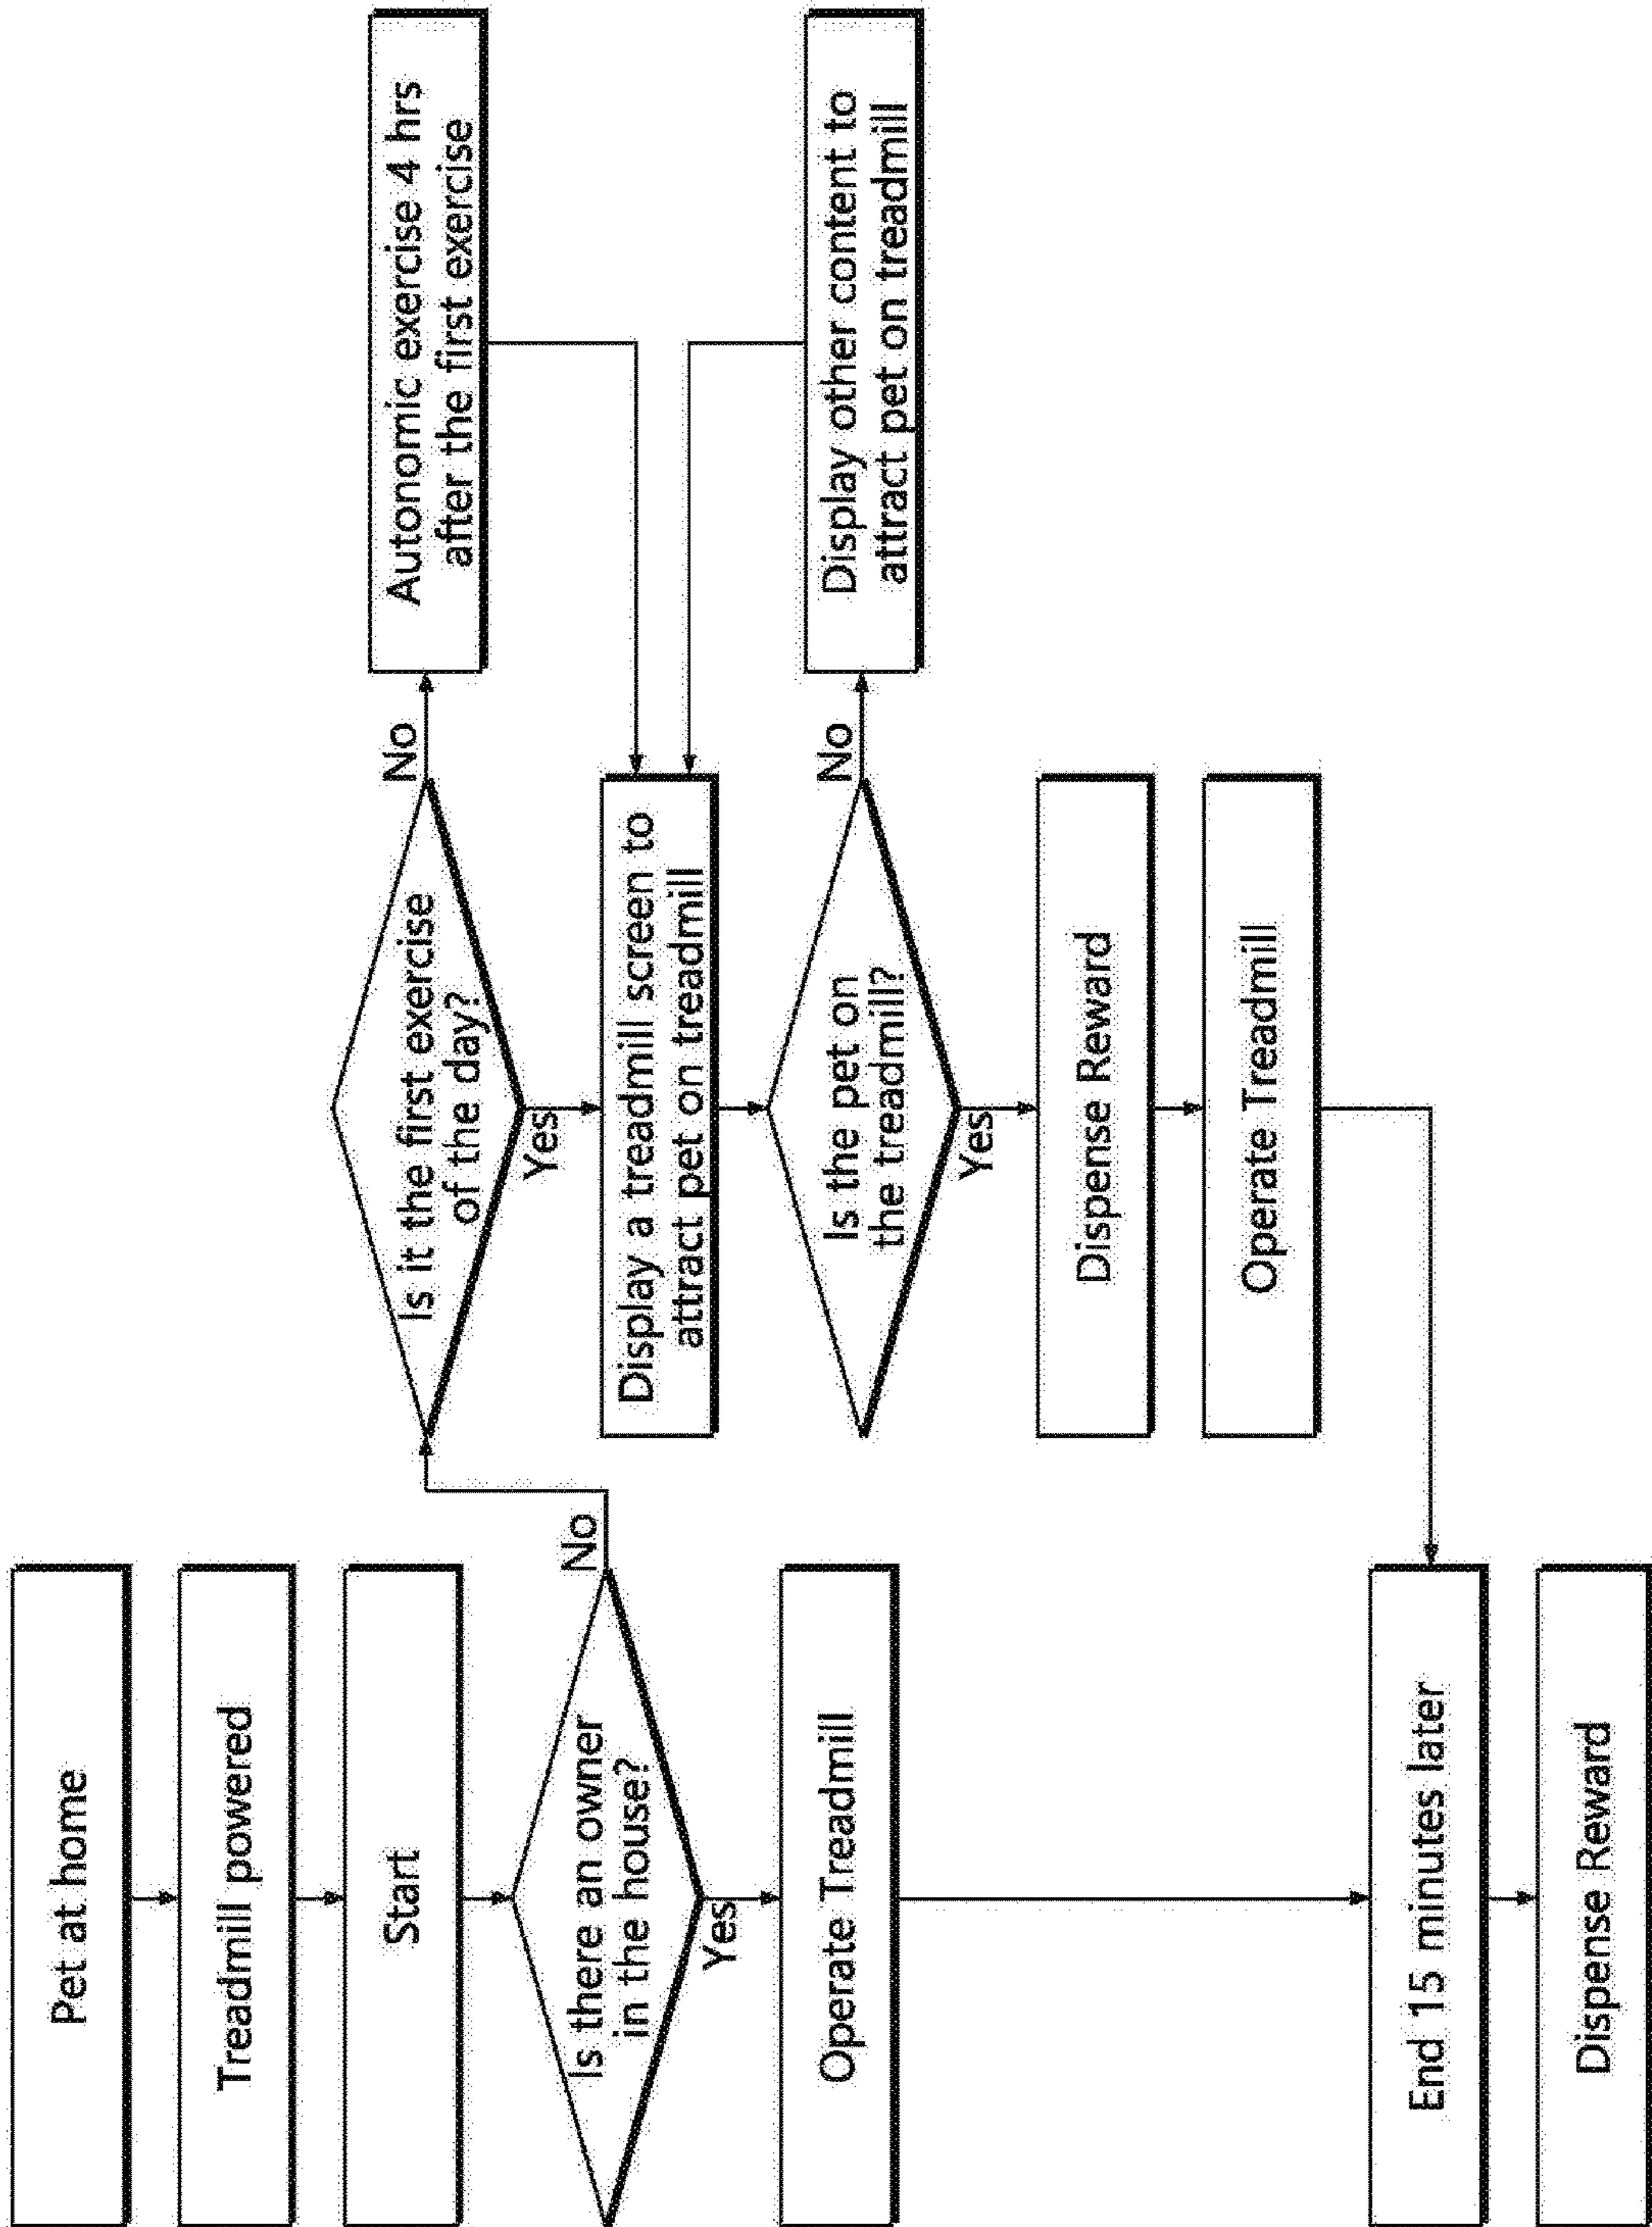 Pet at home
Treadmill powered
Start
Is there an owner
in the house?
No
Yes
Operate Treadmill
Is it the first exercise
of the day?
No
Yes
Autonomic exercise 4 hrs
after the first exercise
Display a treadmill screen to
attract pet on treadmill
Is the pet on
the treadmill?
No
Yes
Display other content to
attract pet on treadmill
Dispense Reward
Operate Treadmill
End 15 minutes later
Dispense Reward